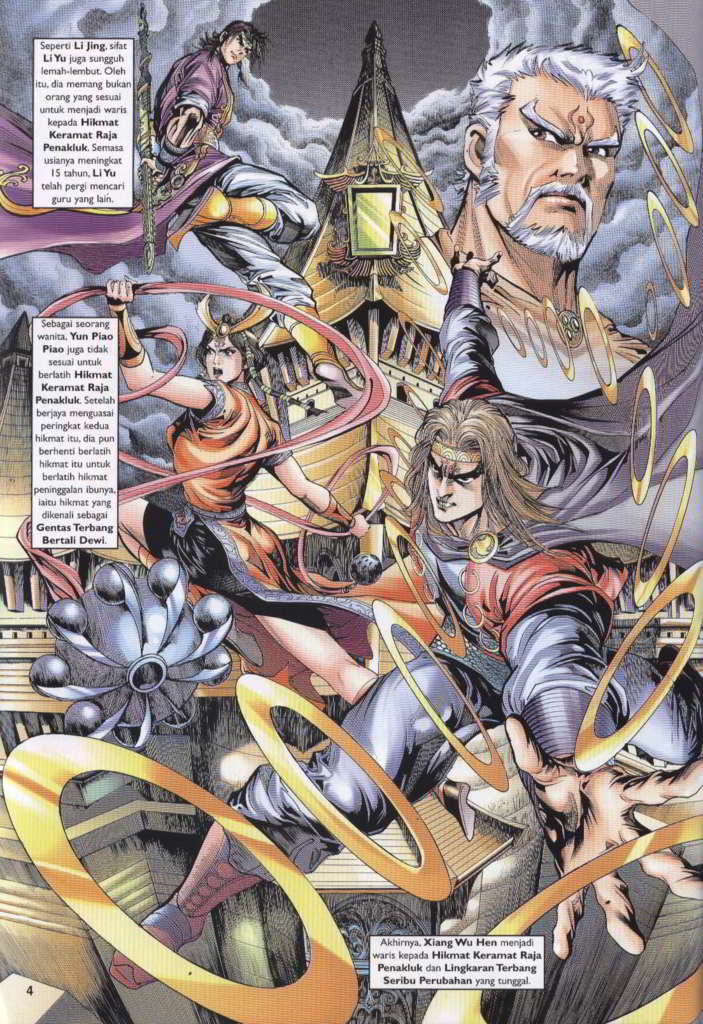 Seperti Li Jing, sifat
Li Yu juga sungguh
lemah-lembut. Oleh
itu, dia memang bukan
orang yang sesuai
untuk menjadi waris
kepada Hikmat
Keramat Raja
Penakluk. Semasa
usianya meningkat
15 tahun, Li Yu
telah pergi mencari
guru yang lain.
Sebagai seorang
wanita, Yun Piao
Piao juga tidak
sesuai untuk
berlatih Hikmat
Keramat Raja
Penakluk. Setelah
berjaya menguasai
peringkat kedua
hikmat itu, dia pun
berhenti berlatih
hikmat itu untuk
berlatih hikmat
peninggalan ibunya,
iaitu hikmat yang
dikenali sebagai
Gentas Terbang
Bertali Dewi.
Akhirnya, Xiang Wu Hen menjadi
waris kepada Hikmat Keramat Raja
Penakluk dan Lingkaran Terbang
Seribu Perubahan yang tunggal.
4